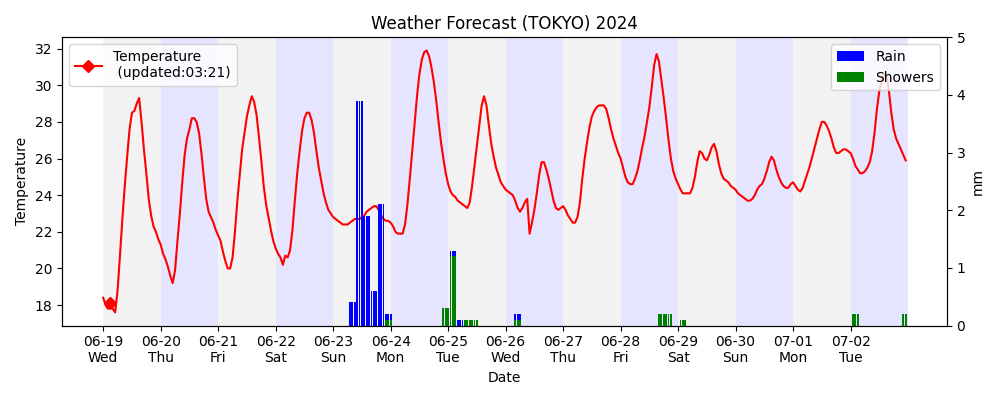 Weather Forecast (TOKYO) 2024
Temperature
(updated:03:21)
Rain
Showers
32
30
28
26
24
22
20
18
Temperature
5
4
3
2
1
0
mm
06-19 06-20 06-21 06-22 06-23 06-24 06-25 06-26 06-27 06-28 06-29 06-30 07-01 07-02
Wed Thu Fri Sat Sun Mon Tue Wed Thu Fri Sat Sun Mon Tue
Date